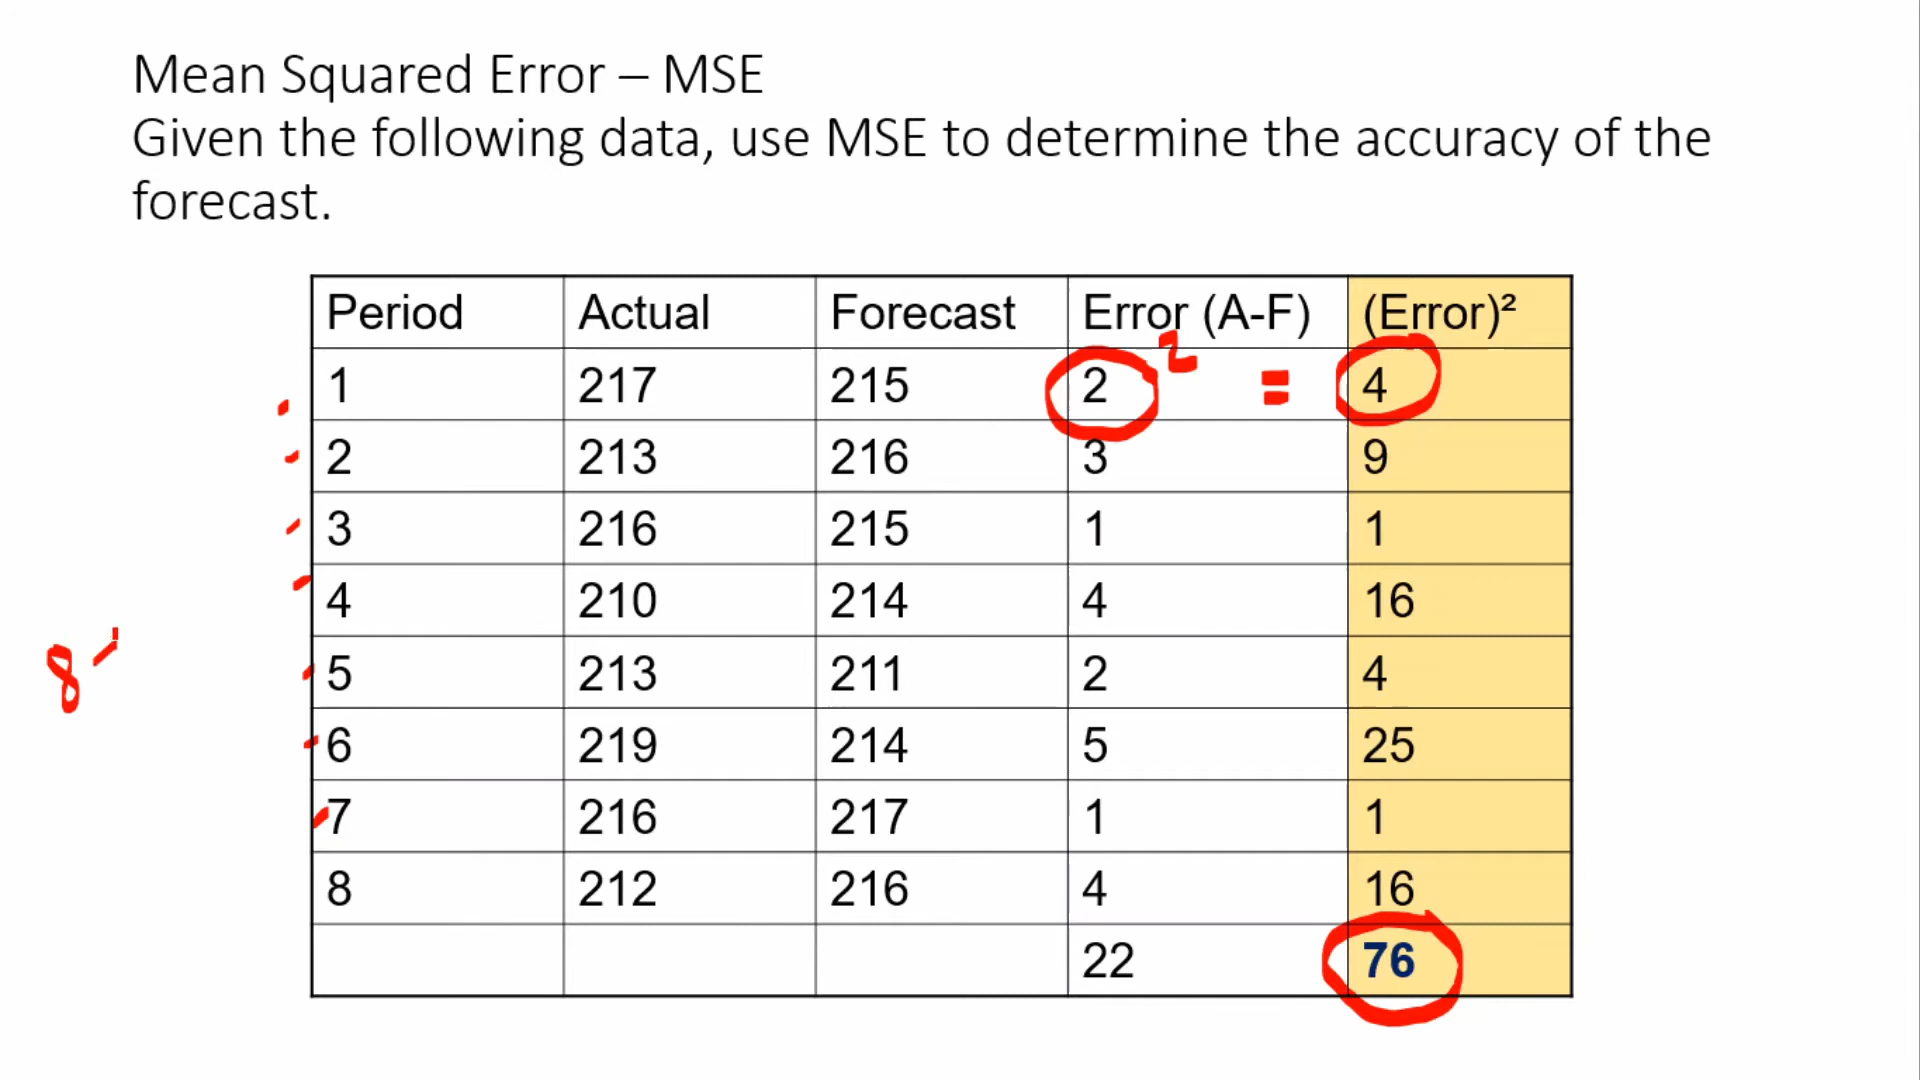 Mean Squared Error – MSE
Given the following data, use MSE to determine the accuracy of the
forecast.
Period Actual Forecast Error (A-F) (Error)²
1 217 215 2 ² = 4
2 213 216 3 9
3 216 215 1 1
4 210 214 4 16
5 213 211 2 4
8 -
6 219 214 5 25
7 216 217 1 1
8 212 216 4 16
22 76